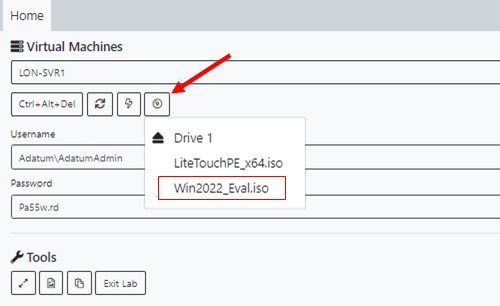 Home
Virtual Machines
LON-SVR1
Ctrl+Alt+Del
Username
Drive 1
Adatum\AdatumAdmin
LiteTouchPE_x64.iso
Password
Win2022_Eval.iso
Pa55w.rd
Tools
Exit Lab